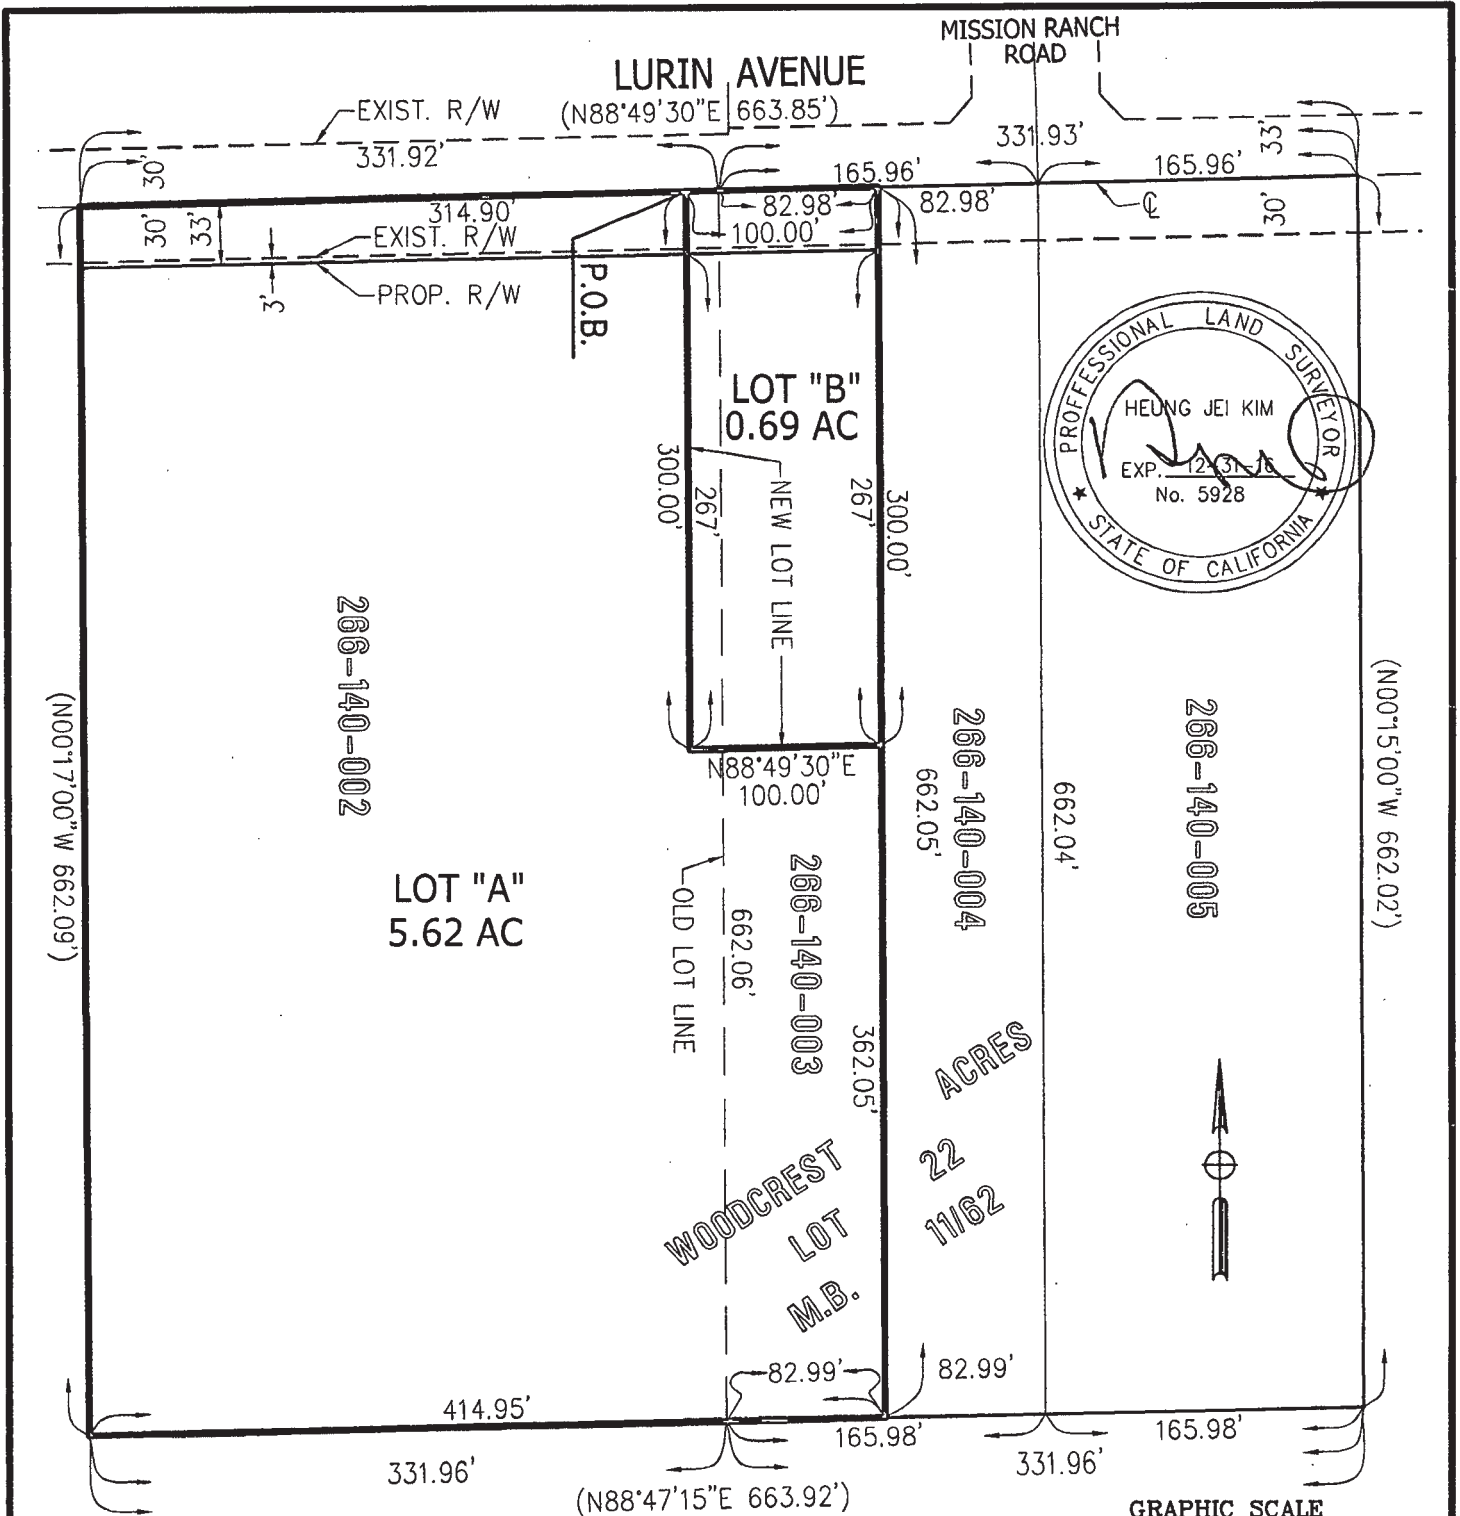 MISSION RANCH
ROAD
LURIN AVENUE
(N88°49'30"E 663.85')
EXIST. R/W
331.92'
331.93'
30'
33'
165.96'
165.96'
314.90'
82.98'
82.98'
℄
30'
33'
30'
100.00'
EXIST. R/W
PROP. R/W
3'
P.O.B.
LOT "B"
0.69 AC
PROFFESSIONAL LAND SURVEYOR
HEUNG JEI KIM
EXP. 12-31-16
No. 5928
★ STATE OF CALIFORNIA ★
300.00'
267'
NEW LOT LINE
267'
300.00'
266-140-002
N88°49'30"E
100.00'
(N00°17'00"W 662.09')
LOT "A"
5.62 AC
OLD LOT LINE
662.06'
266-140-003
362.05'
662.05'
266-140-004
662.04'
266-140-005
(N00°15'00"W 662.02')
WOODCREST ACRES
LOT 22
M.B. 11/62
82.99'
82.99'
414.95'
165.98'
165.98'
331.96'
331.96'
(N88°47'15"E 663.92')
GRAPHIC SCALE